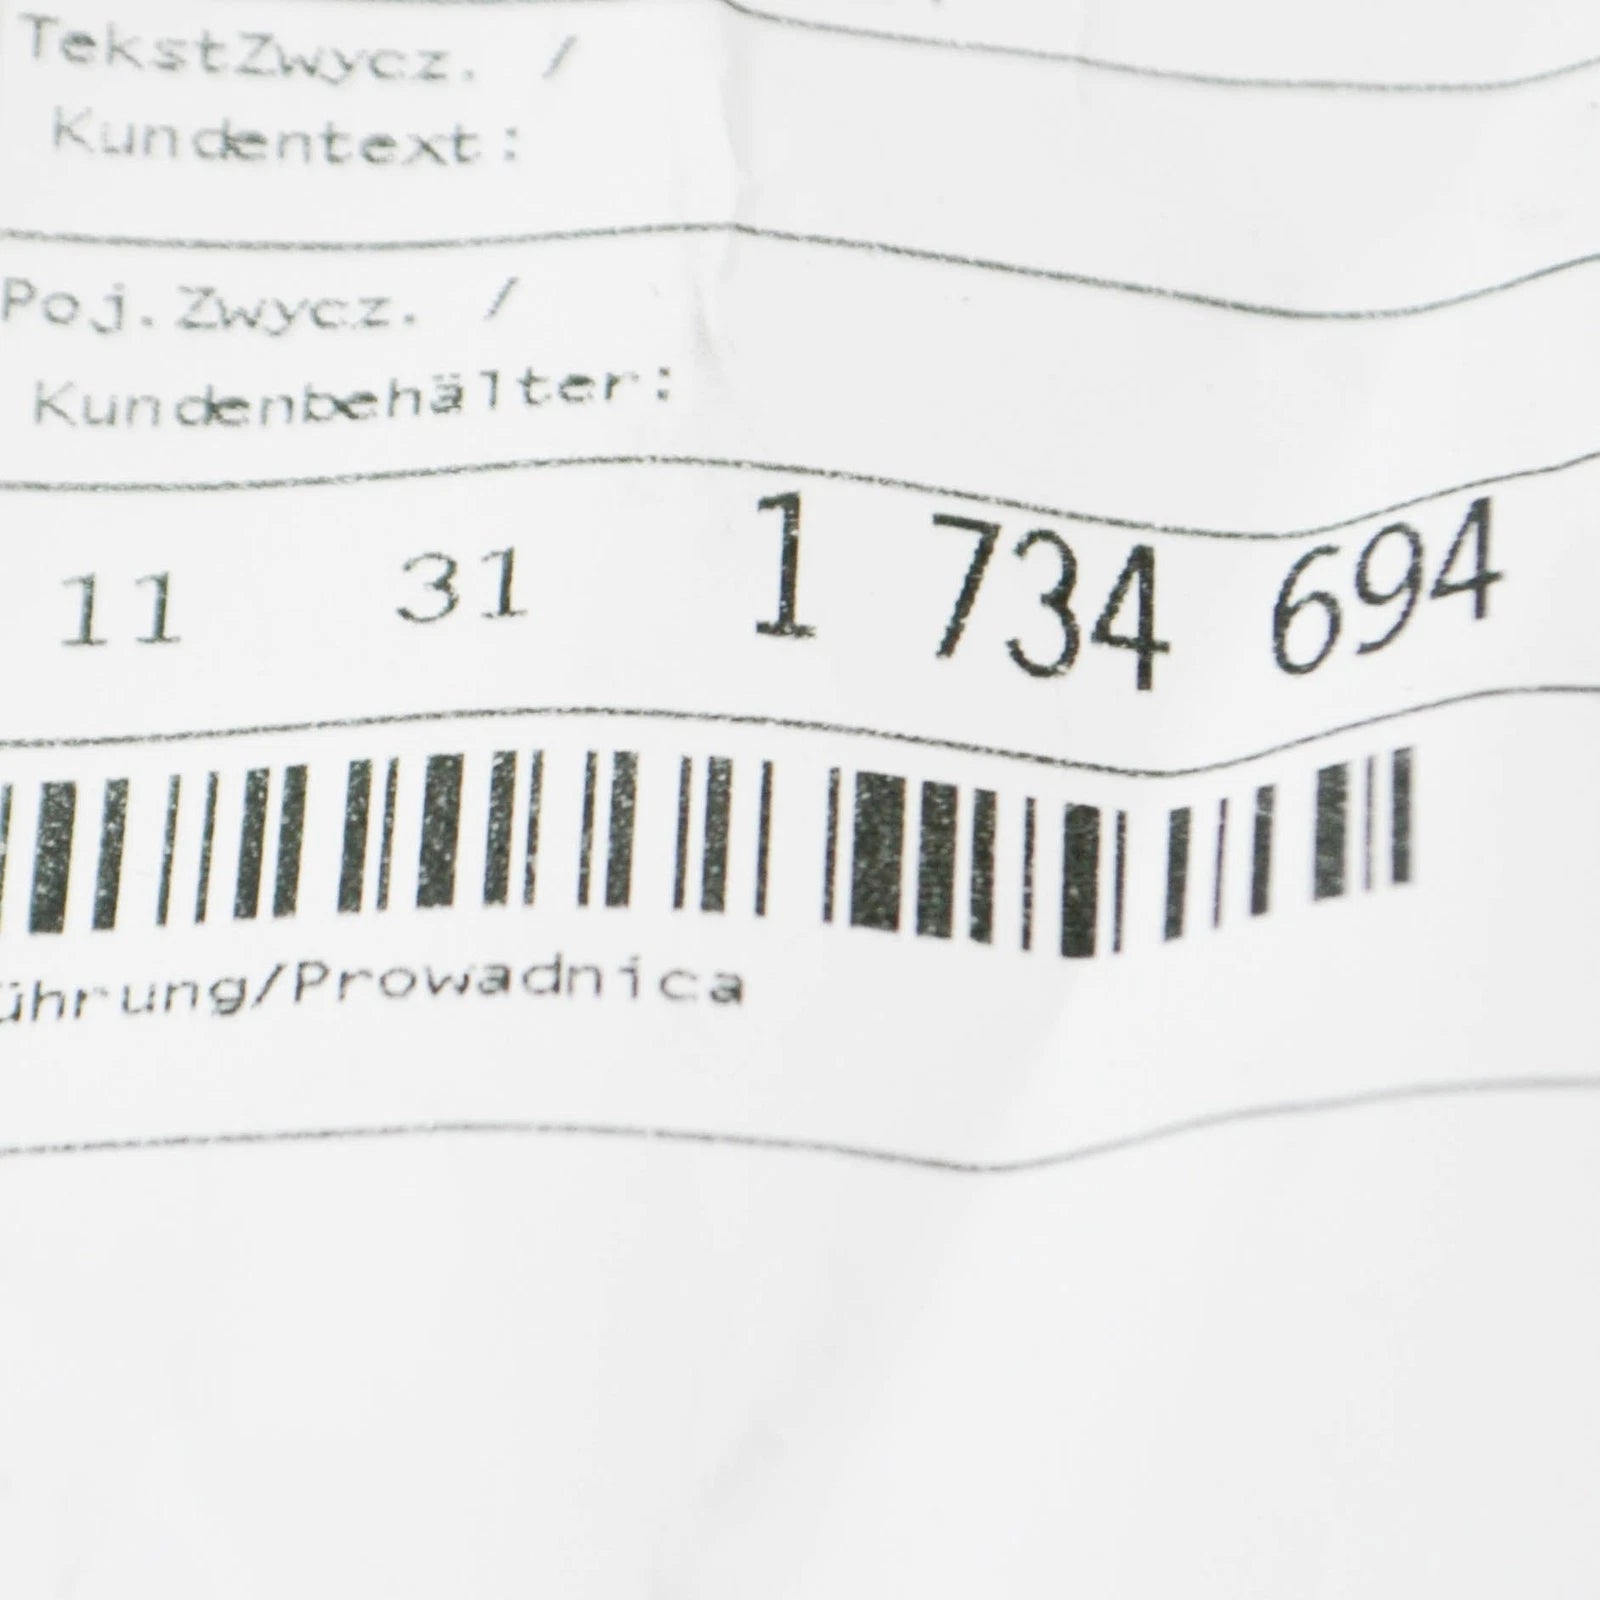 TekstZwycz. /
Kundentext:
Poj.Zwycz. /
Kundenbehälter:
11 31 1 734 694
ührung/Prowadnica